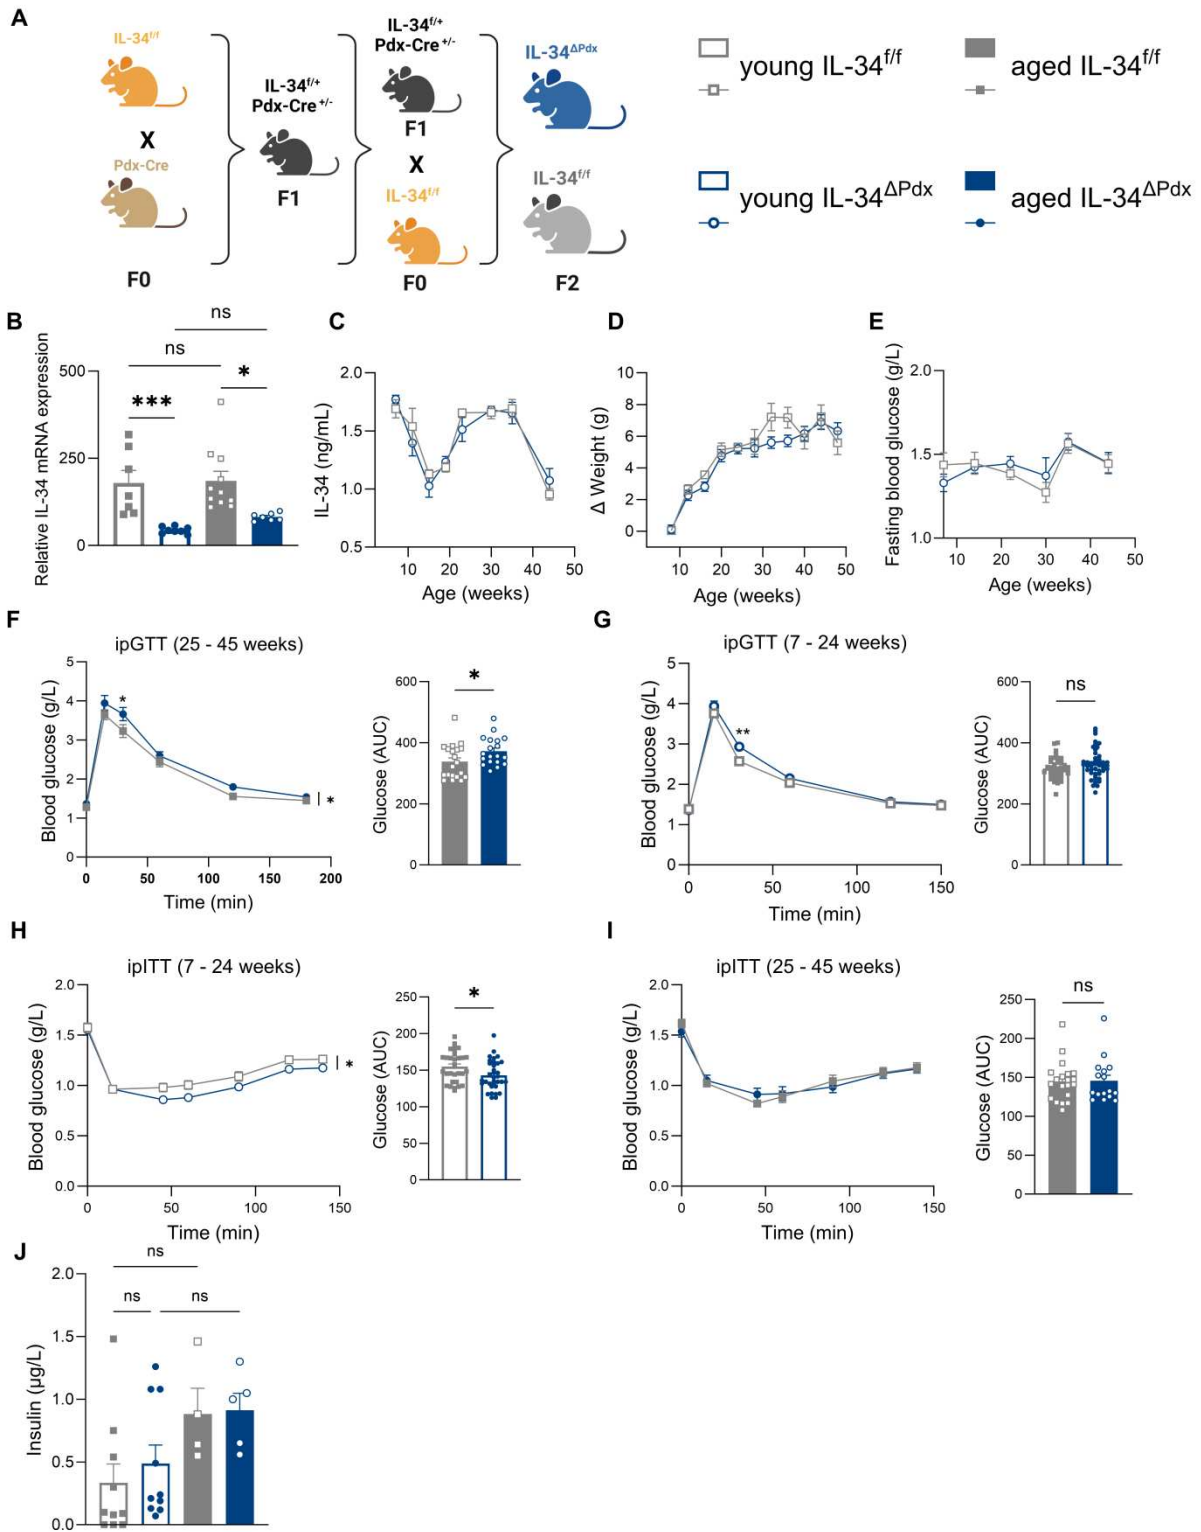 A
IL-34f/f
X
Pdx-Cre
F0
IL-34f/+
Pdx-Cre+/-
F1
IL-34f/+
Pdx-Cre+/-
F1
X
IL-34f/f
F0
IL-34ΔPdx
IL-34f/f
F2
young IL-34f/f
aged IL-34f/f
young IL-34ΔPdx
aged IL-34ΔPdx
B
ns
ns
***
*
Relative IL-34 mRNA expression
500
250
0
C
IL-34 (ng/mL)
2.0
1.5
1.0
0.5
10 20 30 40 50
Age (weeks)
D
Δ Weight (g)
10
8
6
4
2
0
10 20 30 40 50
Age (weeks)
E
Fasting blood glucose (g/L)
2.0
1.5
1.0
10 20 30 40 50
Age (weeks)
F
ipGTT (25 - 45 weeks)
Blood glucose (g/L)
5
4
3
2
1
0
*
*
0 50 100 150 200
Time (min)
Glucose (AUC)
600
400
200
0
*
G
ipGTT (7 - 24 weeks)
Blood glucose (g/L)
5
4
3
2
1
0
**
0 50 100 150
Time (min)
Glucose (AUC)
600
400
200
0
ns
H
ipITT (7 - 24 weeks)
Blood glucose (g/L)
2.0
1.5
1.0
0.5
0.0
*
0 50 100 150
Time (min)
Glucose (AUC)
250
200
150
100
50
0
*
I
ipITT (25 - 45 weeks)
Blood glucose (g/L)
2.0
1.5
1.0
0.5
0.0
0 50 100 150
Time (min)
Glucose (AUC)
250
200
150
100
50
0
ns
J
ns
ns
ns
Insulin (µg/L)
2.0
1.5
1.0
0.5
0.0